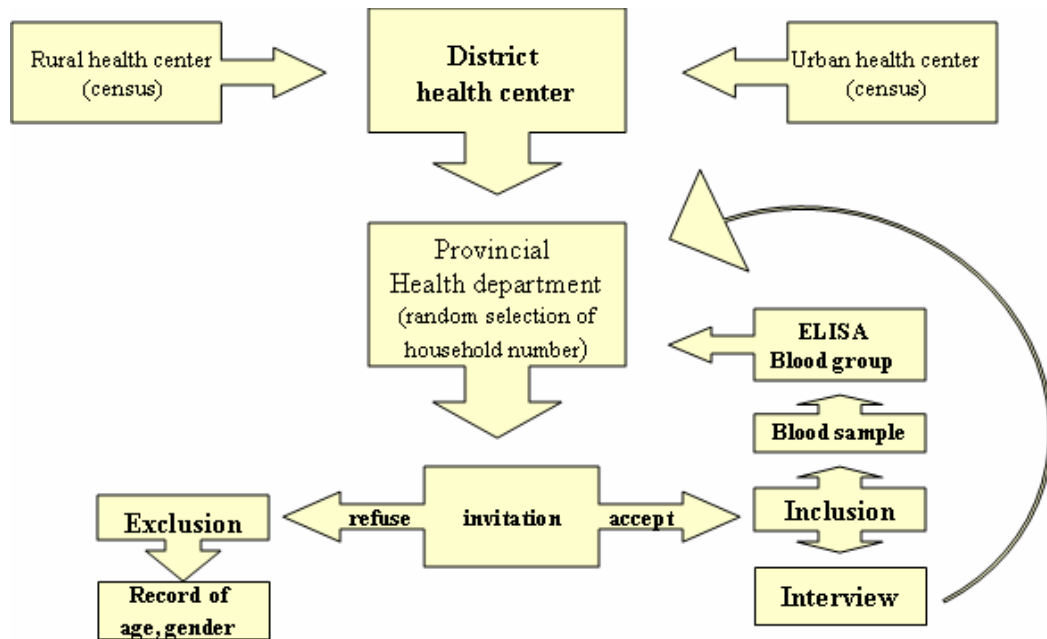 Rural health center
(census)
District
health center
Urban health center
(census)
Provincial
Health department
(random selection of
household number)
ELISA
Blood group
Blood sample
Exclusion
refuse
invitation
accept
Inclusion
Record of
age, gender
Interview